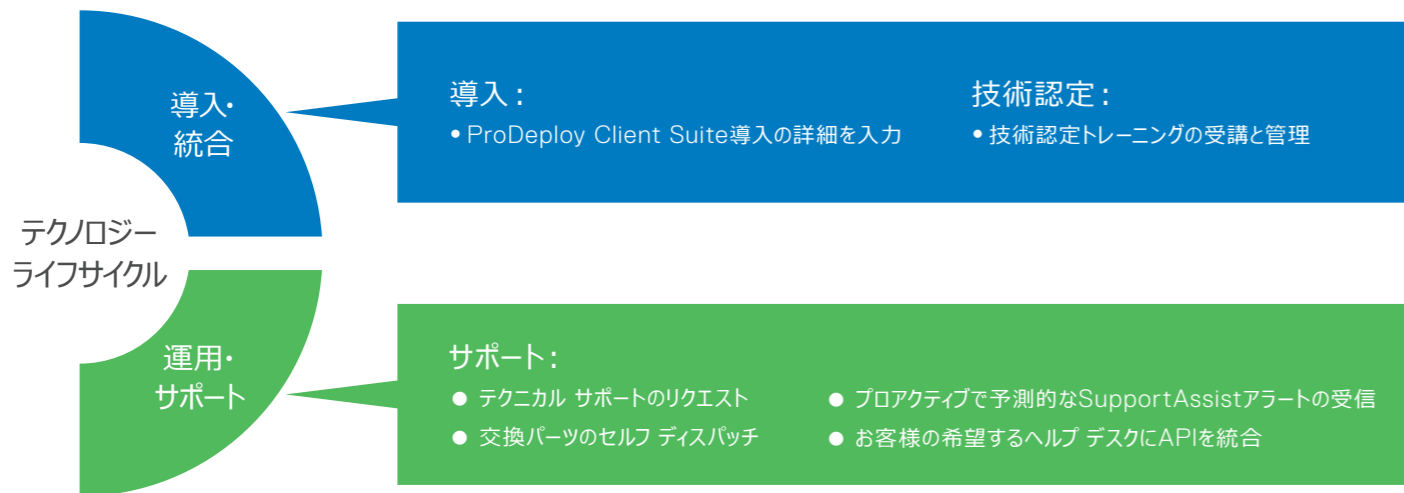 テクノロジー
ライフサイクル
導入・
統合
導入：
• ProDeploy Client Suite導入の詳細を入力
技術認定：
• 技術認定トレーニングの受講と管理
運用・
サポート
サポート：
● テクニカル サポートのリクエスト
● 交換パーツのセルフ ディスパッチ
● プロアクティブで予測的なSupportAssistアラートの受信
● お客様の希望するヘルプ デスクにAPIを統合